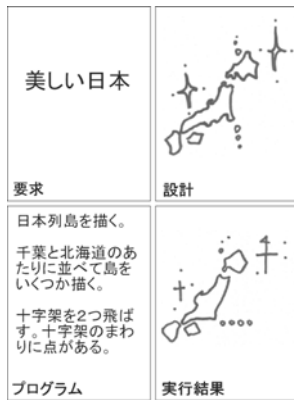 美しい日本
要求
設計
日本列島を描く。
千葉と北海道のあ
たりに並べて島を
いくつか描く。
十字架を2つ飛ば
す。十字架のまわ
りに点がある。
プログラム
実行結果